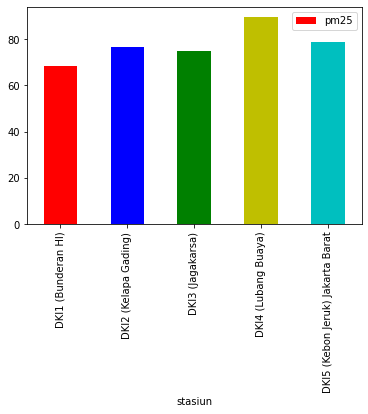 pm25
80
60
40
20
0
DKI1 (Bunderan HI)
DKI2 (Kelapa Gading)
DKI3 (Jagakarsa)
DKI4 (Lubang Buaya)
DKI5 (Kebon Jeruk) Jakarta Barat
stasiun